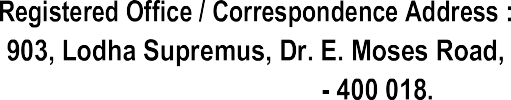 Registered Office / Correspondence Address :
903, Lodha Supremus, Dr. E. Moses Road,
- 400 018.